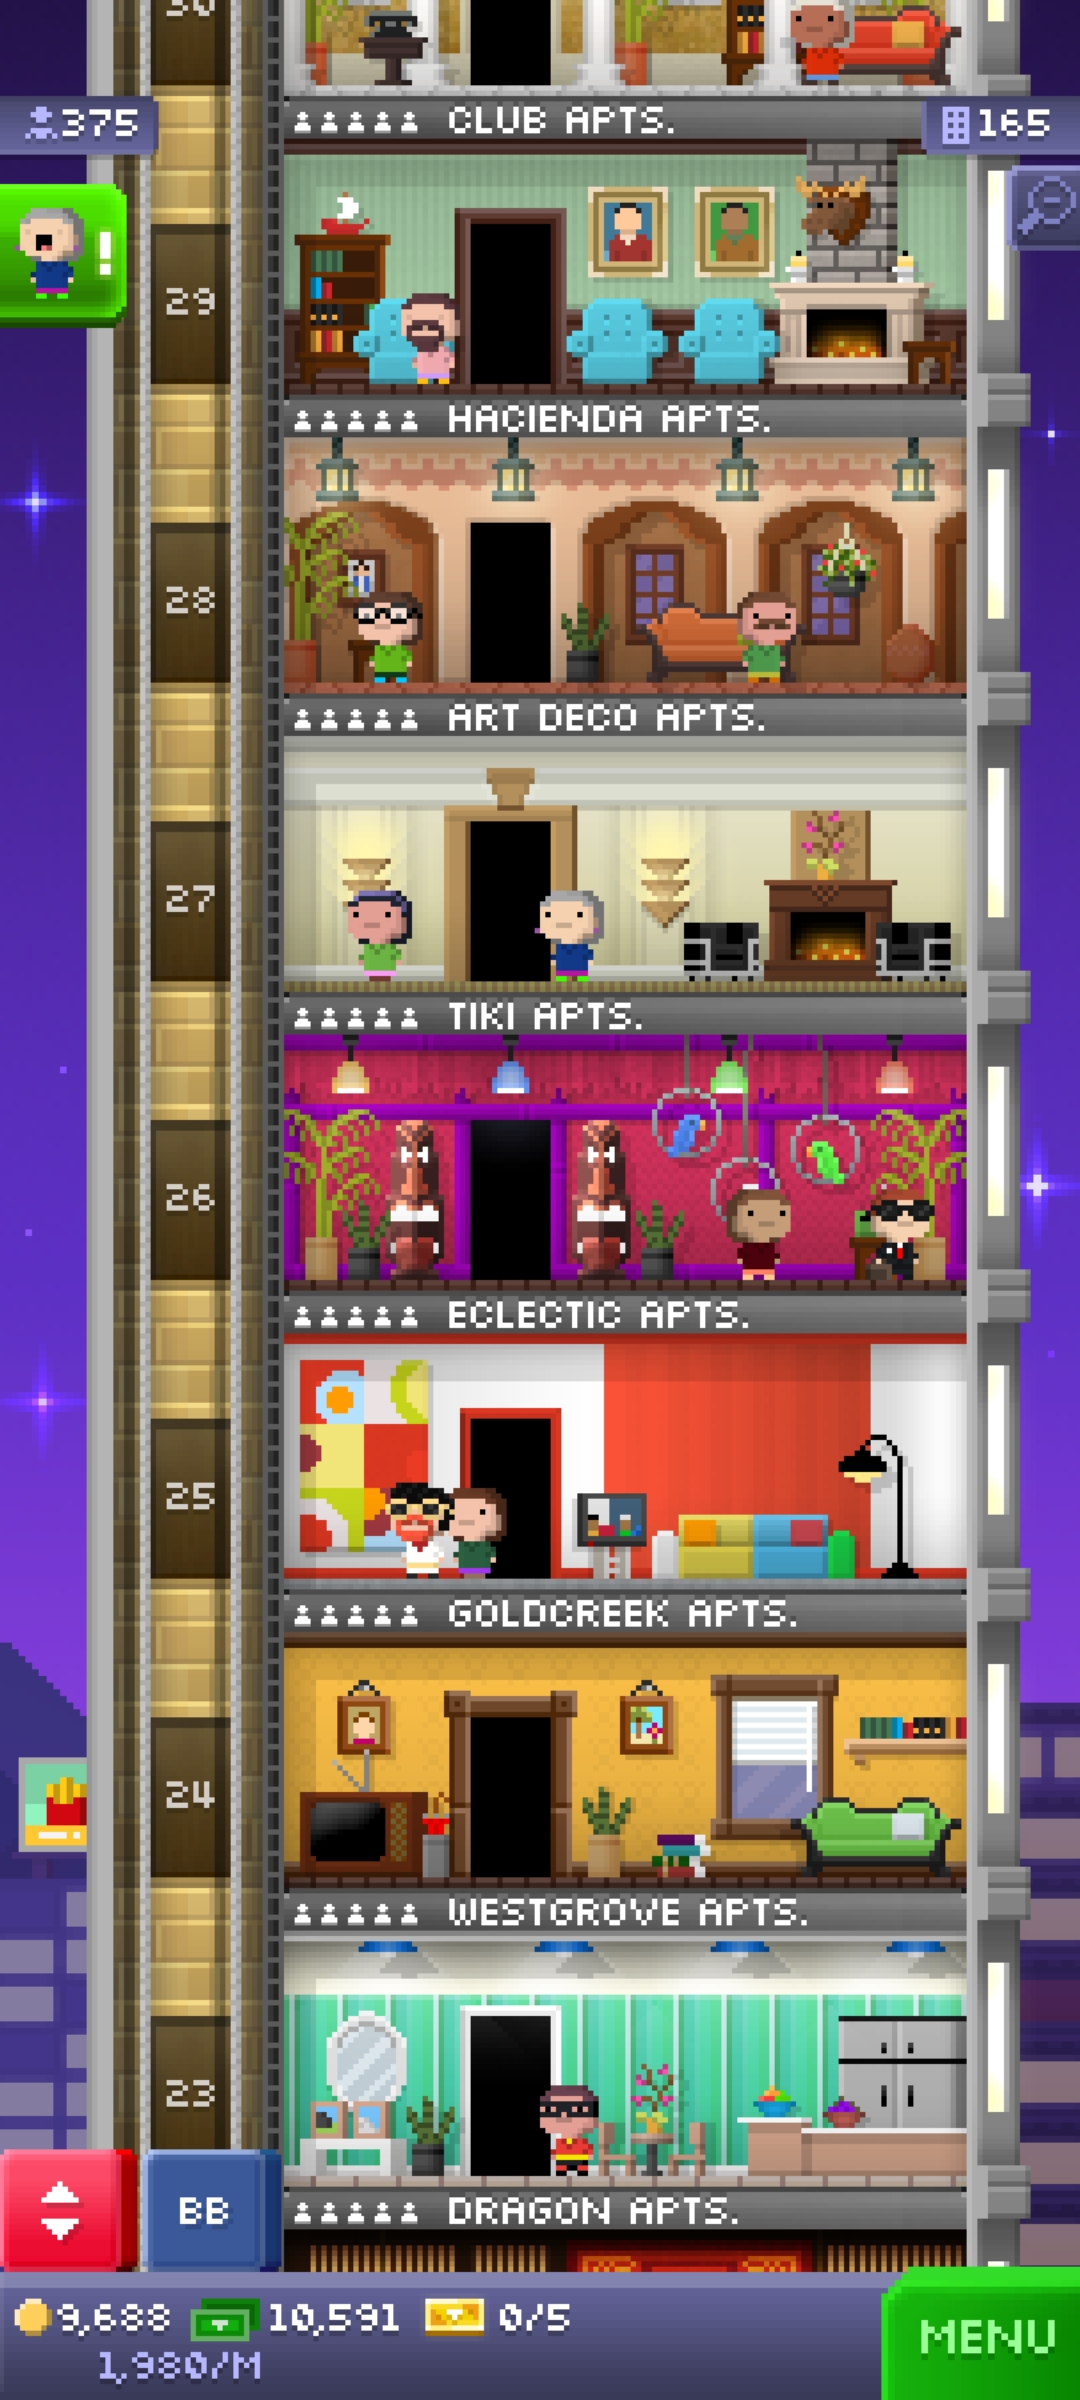 30
375
CLUB APTS.
165
!
29
HACIENDA APTS.
28
ART DECO APTS.
27
TIKI APTS.
26
ECLECTIC APTS.
25
GOLDCREEK APTS.
24
WESTGROVE APTS.
23
BB
DRAGON APTS.
9,688 10,591 0/5
MENU
1,980/M